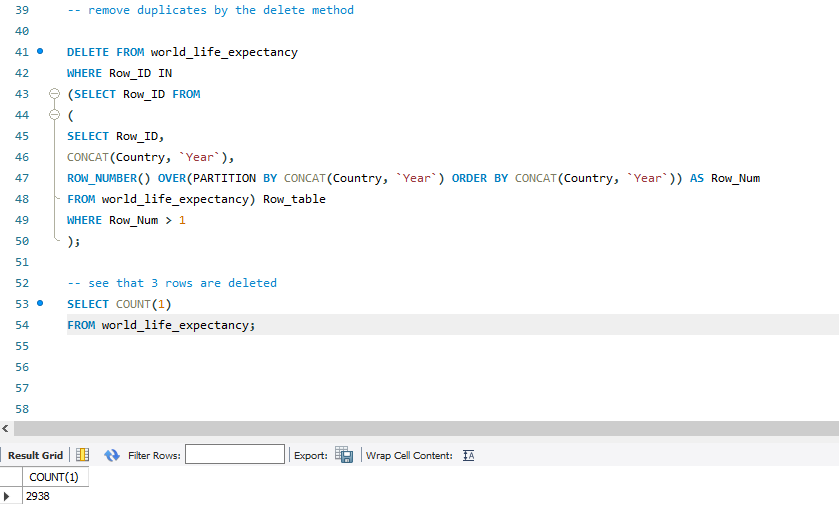 39 -- remove duplicates by the delete method
40
41 DELETE FROM world_life_expectancy
42 WHERE Row_ID IN
43 (SELECT Row_ID FROM
44 (
45 SELECT Row_ID,
46 CONCAT(Country, `Year`),
47 ROW_NUMBER() OVER(PARTITION BY CONCAT(Country, `Year`) ORDER BY CONCAT(Country, `Year`)) AS Row_Num
48 FROM world_life_expectancy) Row_table
49 WHERE Row_Num > 1
50 );
51
52 -- see that 3 rows are deleted
53 SELECT COUNT(1)
54 FROM world_life_expectancy;
55
56
57
58
Result Grid Filter Rows: Export: Wrap Cell Content:
COUNT(1)
2938